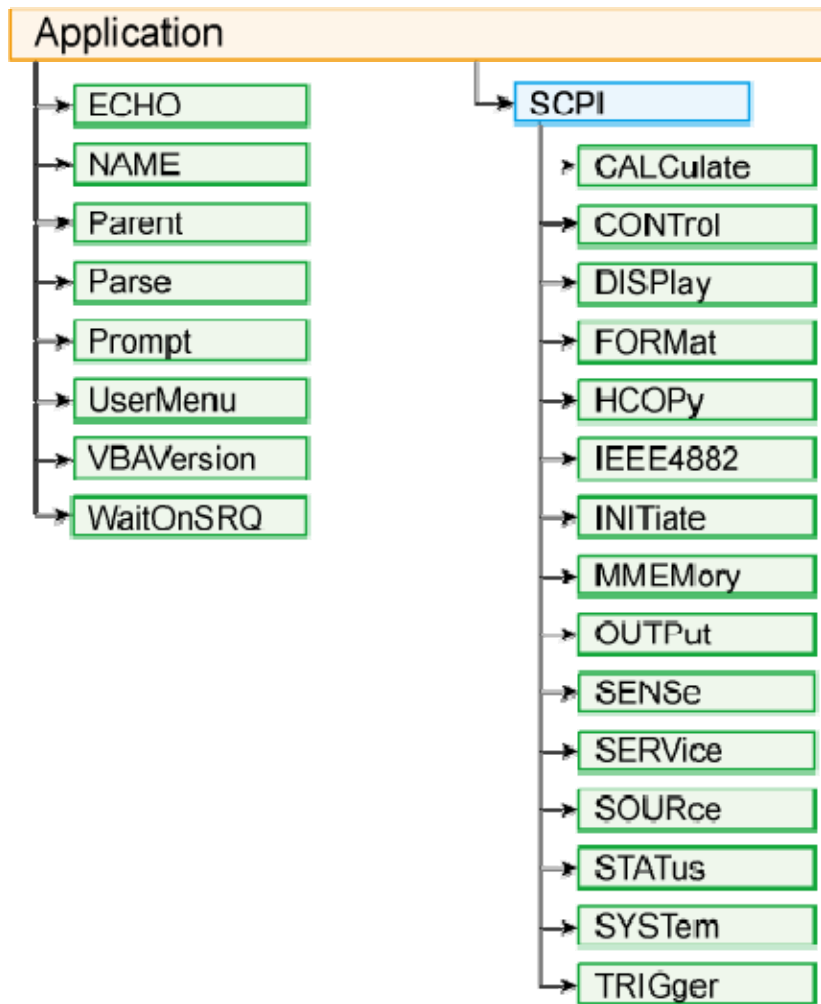 Application
ECHO
NAME
Parent
Parse
Prompt
UserMenu
VBAVersion
WaitOnSRQ
SCPI
CALCulate
CONTrol
DISPlay
FORMat
HCOPy
IEEE4882
INITiate
MMEMory
OUTPut
SENSe
SERVice
SOURce
STATus
SYSTem
TRIGger